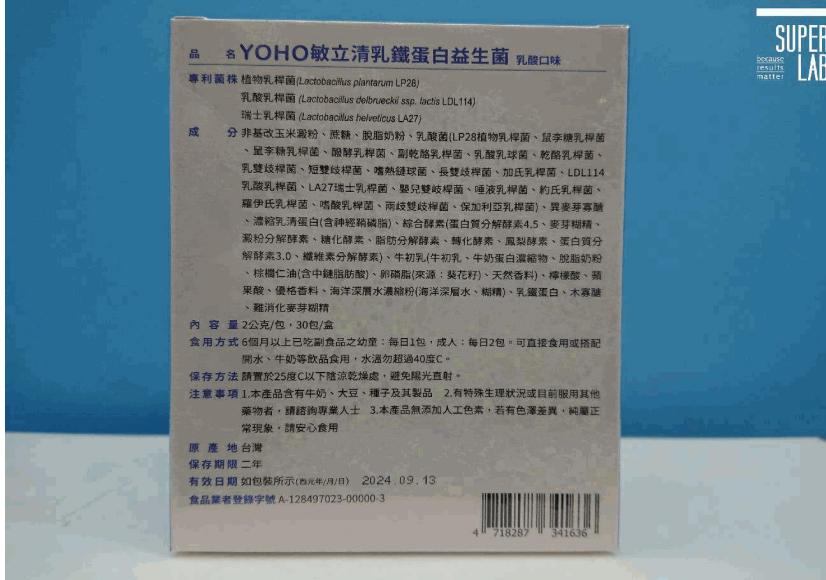 品名 YOHO敏立清乳鐵蛋白益生菌 乳酸口味
專利菌株 植物乳桿菌(Lactobacillus plantarum LP28)
乳酸乳桿菌(Lactobacillus delbrueckii ssp. lactis LDL114)
瑞士乳桿菌(Lactobacillus helveticus LA27)
成分 非基改玉米澱粉、蔗糖、脫脂奶粉、乳酸菌(LP28植物乳桿菌、鼠李糖乳桿菌
、鼠李糖乳桿菌、醱酵乳桿菌、副乾酪乳桿菌、乳酸乳球菌、乾酪乳桿菌、
乳雙歧桿菌、短雙歧桿菌、嗜熱鏈球菌、長雙歧桿菌、加氏乳桿菌、LDL114
乳酸乳桿菌、LA27瑞士乳桿菌、嬰兒雙岐桿菌、唾液乳桿菌、約氏乳桿菌、
羅伊氏乳桿菌、嗜酸乳桿菌、兩歧雙歧桿菌、保加利亞乳桿菌)、異麥芽寡醣
、濃縮乳清蛋白(含神經鞘磷脂)、綜合酵素(蛋白質分解酵素4.5、麥芽糊精、
澱粉分解酵素、糖化酵素、脂肪分解酵素、轉化酵素、鳳梨酵素、蛋白質分
解酵素3.0、纖維素分解酵素)、牛初乳(牛初乳、牛奶蛋白濃縮物、脫脂奶粉
、棕櫚仁油(含中鏈脂肪酸)、卵磷脂(來源：葵花籽)、天然香料)、檸檬酸、蘋
果酸、優格香料、海洋深層水濃縮粉(海洋深層水、糊精)、乳鐵蛋白、木寡醣
、難消化麥芽糊精
內容量 2公克/包，30包/盒
食用方式 6個月以上已吃副食品之幼童：每日1包，成人：每日2包。可直接食用或搭配
開水、牛奶等飲品食用，水溫勿超過40度C。
保存方法 請置於25度C以下陰涼乾燥處，避免陽光直射。
注意事項 1.本產品含有牛奶、大豆、種子及其製品 2.有特殊生理狀況或目前服用其他
藥物者，請諮詢專業人士 3.本產品無添加人工色素，若有色澤差異，純屬正
常現象，請安心食用
原產地 台灣
保存期限 二年
有效日期 如包裝所示(西元年/月/日) 2024.09.13
食品業者登錄字號 A-128497023-00000-3
4 718287 341636
SUPER
LAB
because
results
matter